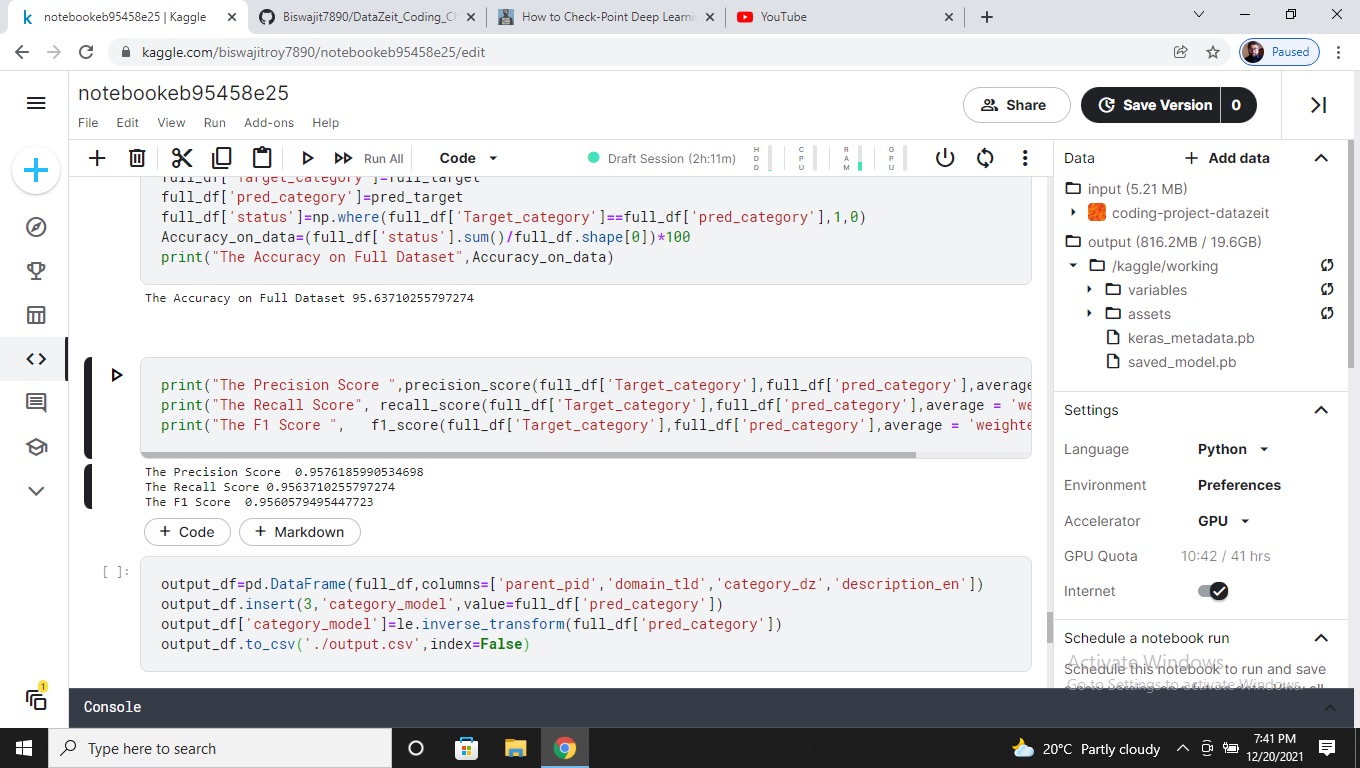 notebookeb95458e25 | Kaggle
Biswajit7890/DataZeit_Coding_Ch
How to Check-Point Deep Learni
YouTube
kaggle.com/biswajitroy7890/notebookeb95458e25/edit
Paused
notebookeb95458e25
File Edit View Run Add-ons Help
Share
Save Version 0
Run All
Code
Draft Session (2h:11m)
HDD
CPU
RAM
GPU
full_df['Target_category']=full_target
full_df['pred_category']=pred_target
full_df['status']=np.where(full_df['Target_category']==full_df['pred_category'],1,0)
Accuracy_on_data=(full_df['status'].sum()/full_df.shape[0])*100
print("The Accuracy on Full Dataset",Accuracy_on_data)
The Accuracy on Full Dataset 95.63710255797274
print("The Precision Score ",precision_score(full_df['Target_category'],full_df['pred_category'],average
print("The Recall Score", recall_score(full_df['Target_category'],full_df['pred_category'],average = 'we
print("The F1 Score ",   f1_score(full_df['Target_category'],full_df['pred_category'],average = 'weighte
The Precision Score  0.9576185990534698
The Recall Score 0.9563710255797274
The F1 Score  0.9560579495447723
+ Code
+ Markdown
[ ]:
output_df=pd.DataFrame(full_df,columns=['parent_pid','domain_tld','category_dz','description_en'])
output_df.insert(3,'category_model',value=full_df['pred_category'])
output_df['category_model']=le.inverse_transform(full_df['pred_category'])
output_df.to_csv('./output.csv',index=False)
Console
Data
+ Add data
input (5.21 MB)
coding-project-datazeit
output (816.2MB / 19.6GB)
/kaggle/working
variables
assets
keras_metadata.pb
saved_model.pb
Settings
Language Python
Environment Preferences
Accelerator GPU
GPU Quota 10:42 / 41 hrs
Internet
Schedule a notebook run
Activate Windows
Schedule this notebook to run and save
Go to Settings to activate Windows.
1
Type here to search
20°C Partly cloudy
7:41 PM
12/20/2021